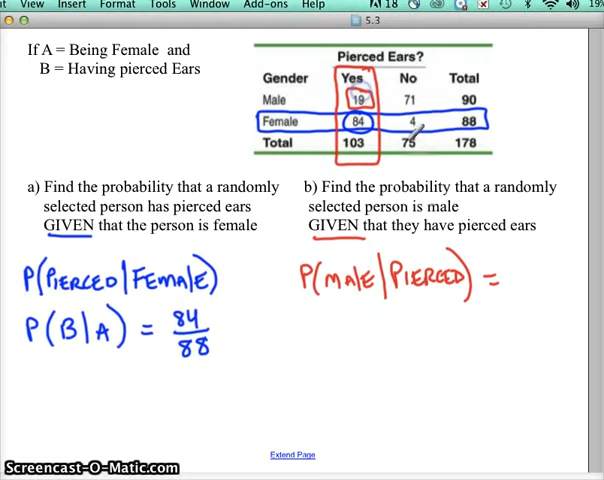 View Insert Format Tools Window Add-ons Help 18 19%
5.3
If A = Being Female and
B = Having pierced Ears
Pierced Ears?
Gender Yes No Total
Male 19 71 90
Female 84 4 88
Total 103 75 178
a) Find the probability that a randomly
selected person has pierced ears
GIVEN that the person is female
b) Find the probability that a randomly
selected person is male
GIVEN that they have pierced ears
P(PIERCED|FEMALE)
P(B|A) = 84/88
P(MALE|PIERCED) =
Extend Page
Screencast-O-Matic.com